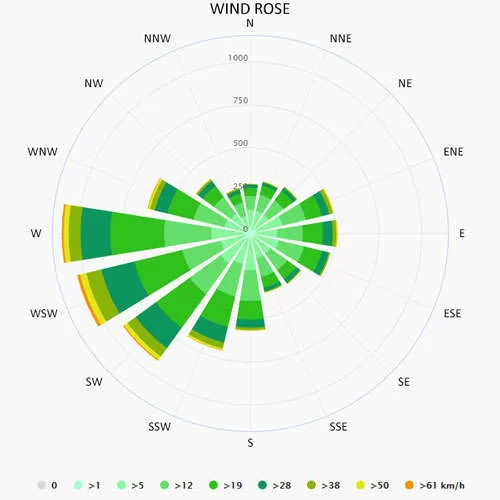 WIND ROSE
N
NNW
NNE
1000
NW
NE
750
500
WNW
ENE
250
W
0
E
WSW
ESE
SW
SE
SSW
SSE
S
0 >1 >5 >12 >19 >28 >38 >50 >61 km/h